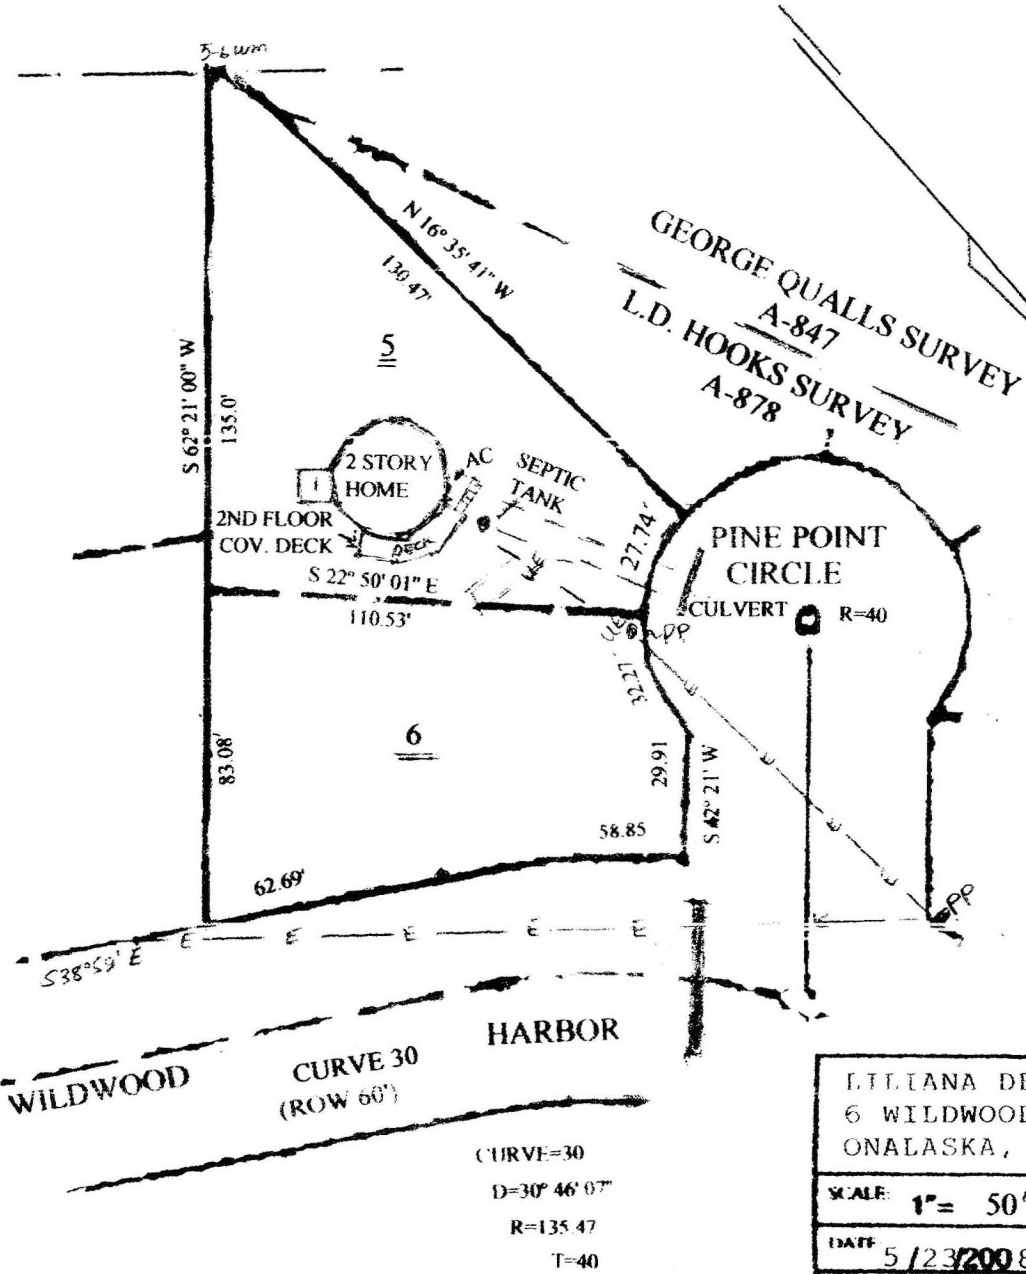 N 16° 35' 41" W
130.47'
GEORGE QUALLS SURVEY
A-847
L.D. HOOKS SURVEY
A-878
S 62° 21' 00" W
135.0'
5
2 STORY
HOME
AC
SEPTIC
TANK
2ND FLOOR
COV. DECK
DECK
S 22° 50' 01" E
110.53'
UE
27.74'
PINE POINT
CIRCLE
CULVERT
R=40
UE
PP
32.27
6
83.08'
29.91
S 42° 21' W
58.85
62.69'
PP
E E E E E
S38°59' E
WILDWOOD
HARBOR
CURVE 30
(ROW 60')
CURVE=30
D=30° 46' 07"
R=135.47
T=40
LILIANA
6 WILDWOOD
ONALASKA,
SCALE: 1"= 50'
DATE 5/23/2008